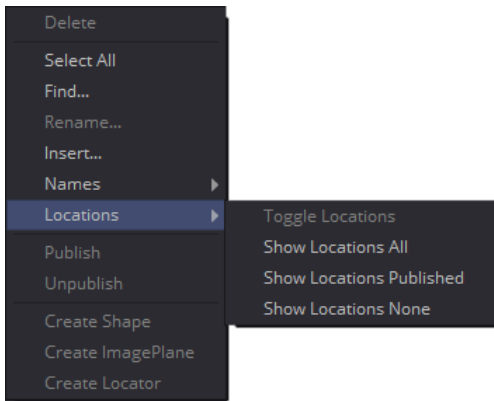 Delete
Select All
Find...
Rename...
Insert...
Names
Locations
Publish
Unpublish
Create Shape
Create ImagePlane
Create Locator
Toggle Locations
Show Locations All
Show Locations Published
Show Locations None